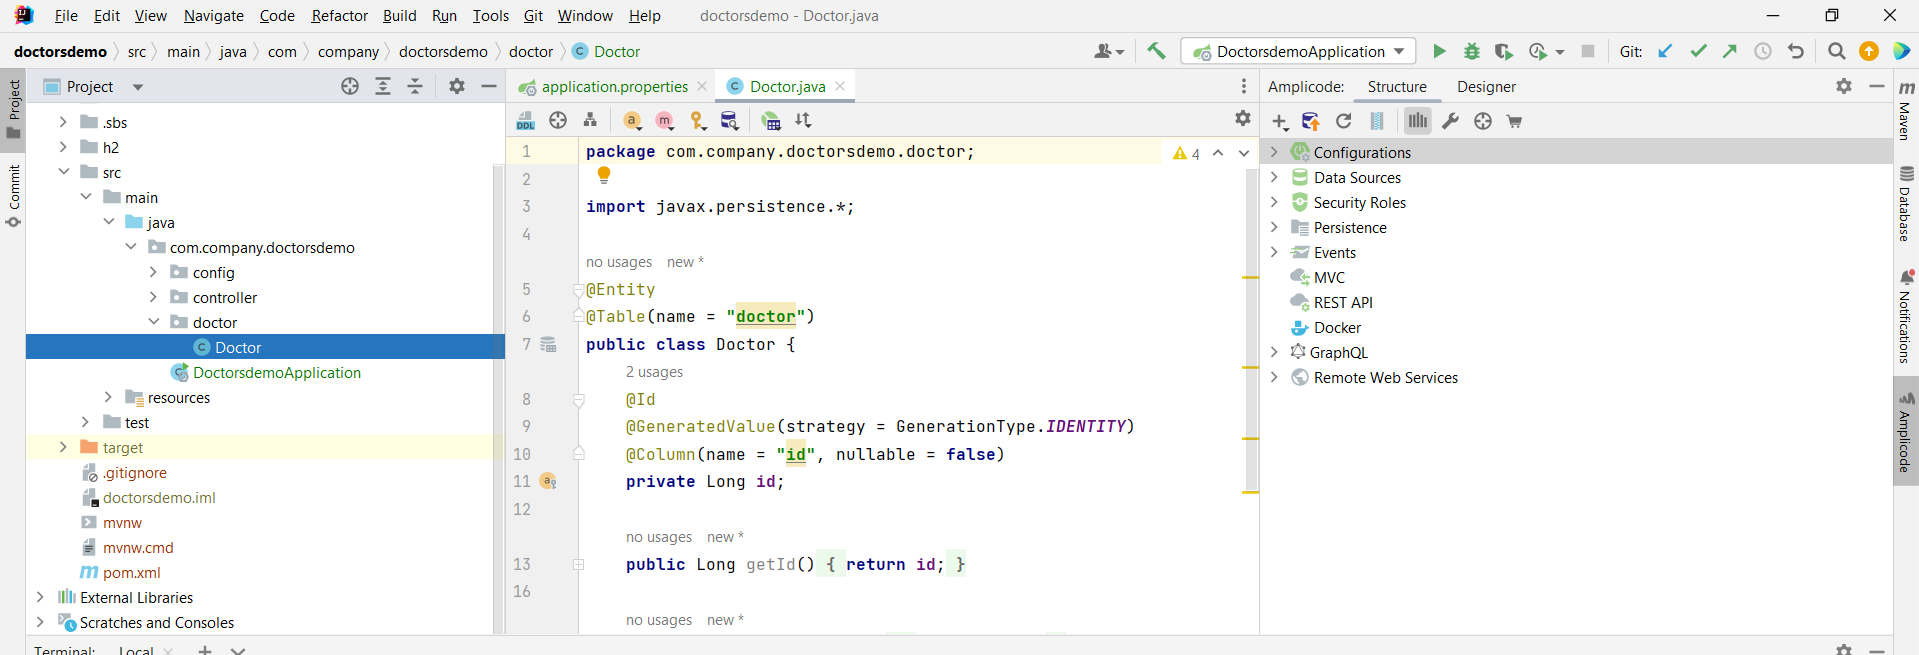 File Edit View Navigate Code Refactor Build Run Tools Git Window Help doctorsdemo - Doctor.java
doctorsdemo src main java com company doctorsdemo doctor Doctor DoctorsdemoApplication Git:
Project
Project
.sbs
h2
src
main
java
com.company.doctorsdemo
config
controller
doctor
Doctor
DoctorsdemoApplication
resources
test
target
.gitignore
doctorsdemo.iml
mvnw
mvnw.cmd
pom.xml
External Libraries
Scratches and Consoles
Commit
application.properties Doctor.java
DDL
4
1 package com.company.doctorsdemo.doctor;
2
3 import javax.persistence.*;
4
no usages new *
5 @Entity
6 @Table(name = "doctor")
7 public class Doctor {
2 usages
8 @Id
9 @GeneratedValue(strategy = GenerationType.IDENTITY)
10 @Column(name = "id", nullable = false)
11 private Long id;
12
no usages new *
13 public Long getId() { return id; }
16
no usages new *
Amplicode: Structure Designer
Configurations
Data Sources
Security Roles
Persistence
Events
MVC
REST API
Docker
GraphQL
Remote Web Services
Maven
Database
Notifications
Amplicode
Terminal: Local